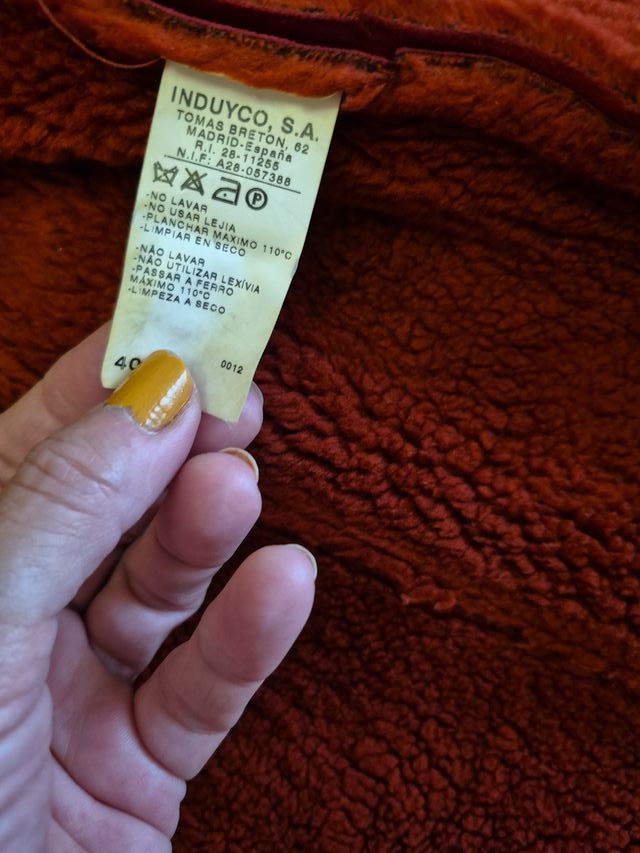 INDUYCO, S.A.
TOMAS BRETON, 62
MADRID-España
R.I. 28-11255
N.I.F: A28-057388
P
-NO LAVAR
-NO USAR LEJIA
-PLANCHAR MAXIMO 110°C
-LIMPIAR EN SECO
-NÃO LAVAR
-NÃO UTILIZAR LEXÍVIA
-PASSAR A FERRO
MÁXIMO 110°C
-LIMPEZA A SECO
0012